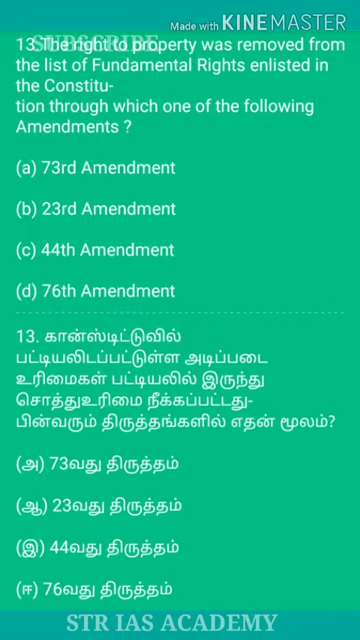 Made with KINEMASTER
SUBSCRIBE
13. The right to property was removed from
the list of Fundamental Rights enlisted in
the Constitu-
tion through which one of the following
Amendments ?
(a) 73rd Amendment
(b) 23rd Amendment
(c) 44th Amendment
(d) 76th Amendment
13. கான்ஸ்டிட்டுவில்
பட்டியலிடப்பட்டுள்ள அடிப்படை
உரிமைகள் பட்டியலில் இருந்து
சொத்துஉரிமை நீக்கப்பட்டது-
பின்வரும் திருத்தங்களில் எதன் மூலம்?
(அ) 73வது திருத்தம்
(ஆ) 23வது திருத்தம்
(இ) 44வது திருத்தம்
(ஈ) 76வது திருத்தம்
STR IAS ACADEMY